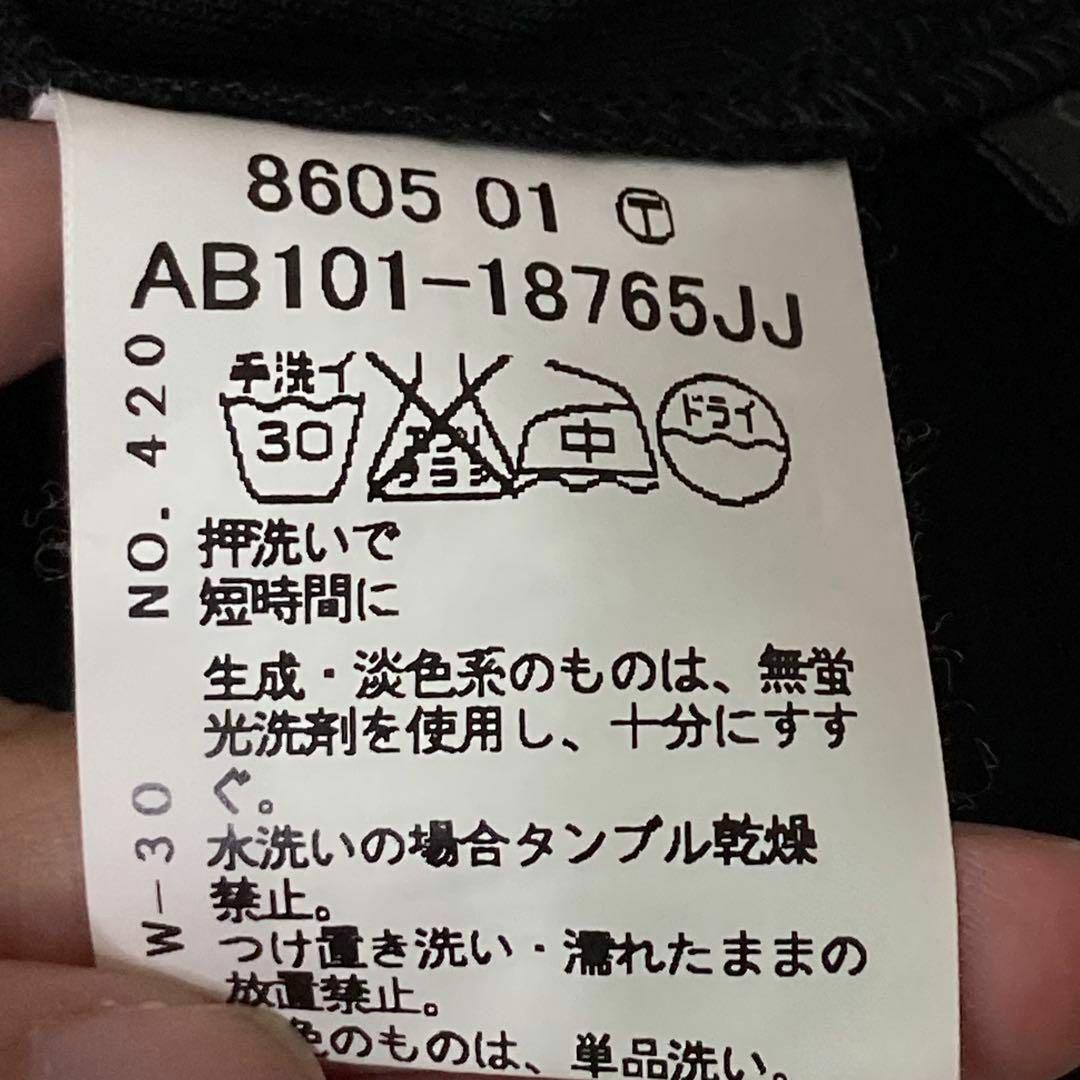 8605 01 Ⓣ
AB101-18765JJ
NO. 420
手洗イ
30
中
ドライ
押洗いで
短時間に
生成・淡色系のものは、無蛍
光洗剤を使用し、十分にすす
ぐ。
W-30
水洗いの場合タンブル乾燥
禁止。
つけ置き洗い・濡れたままの
放置禁止。
色のものは、単品洗い。